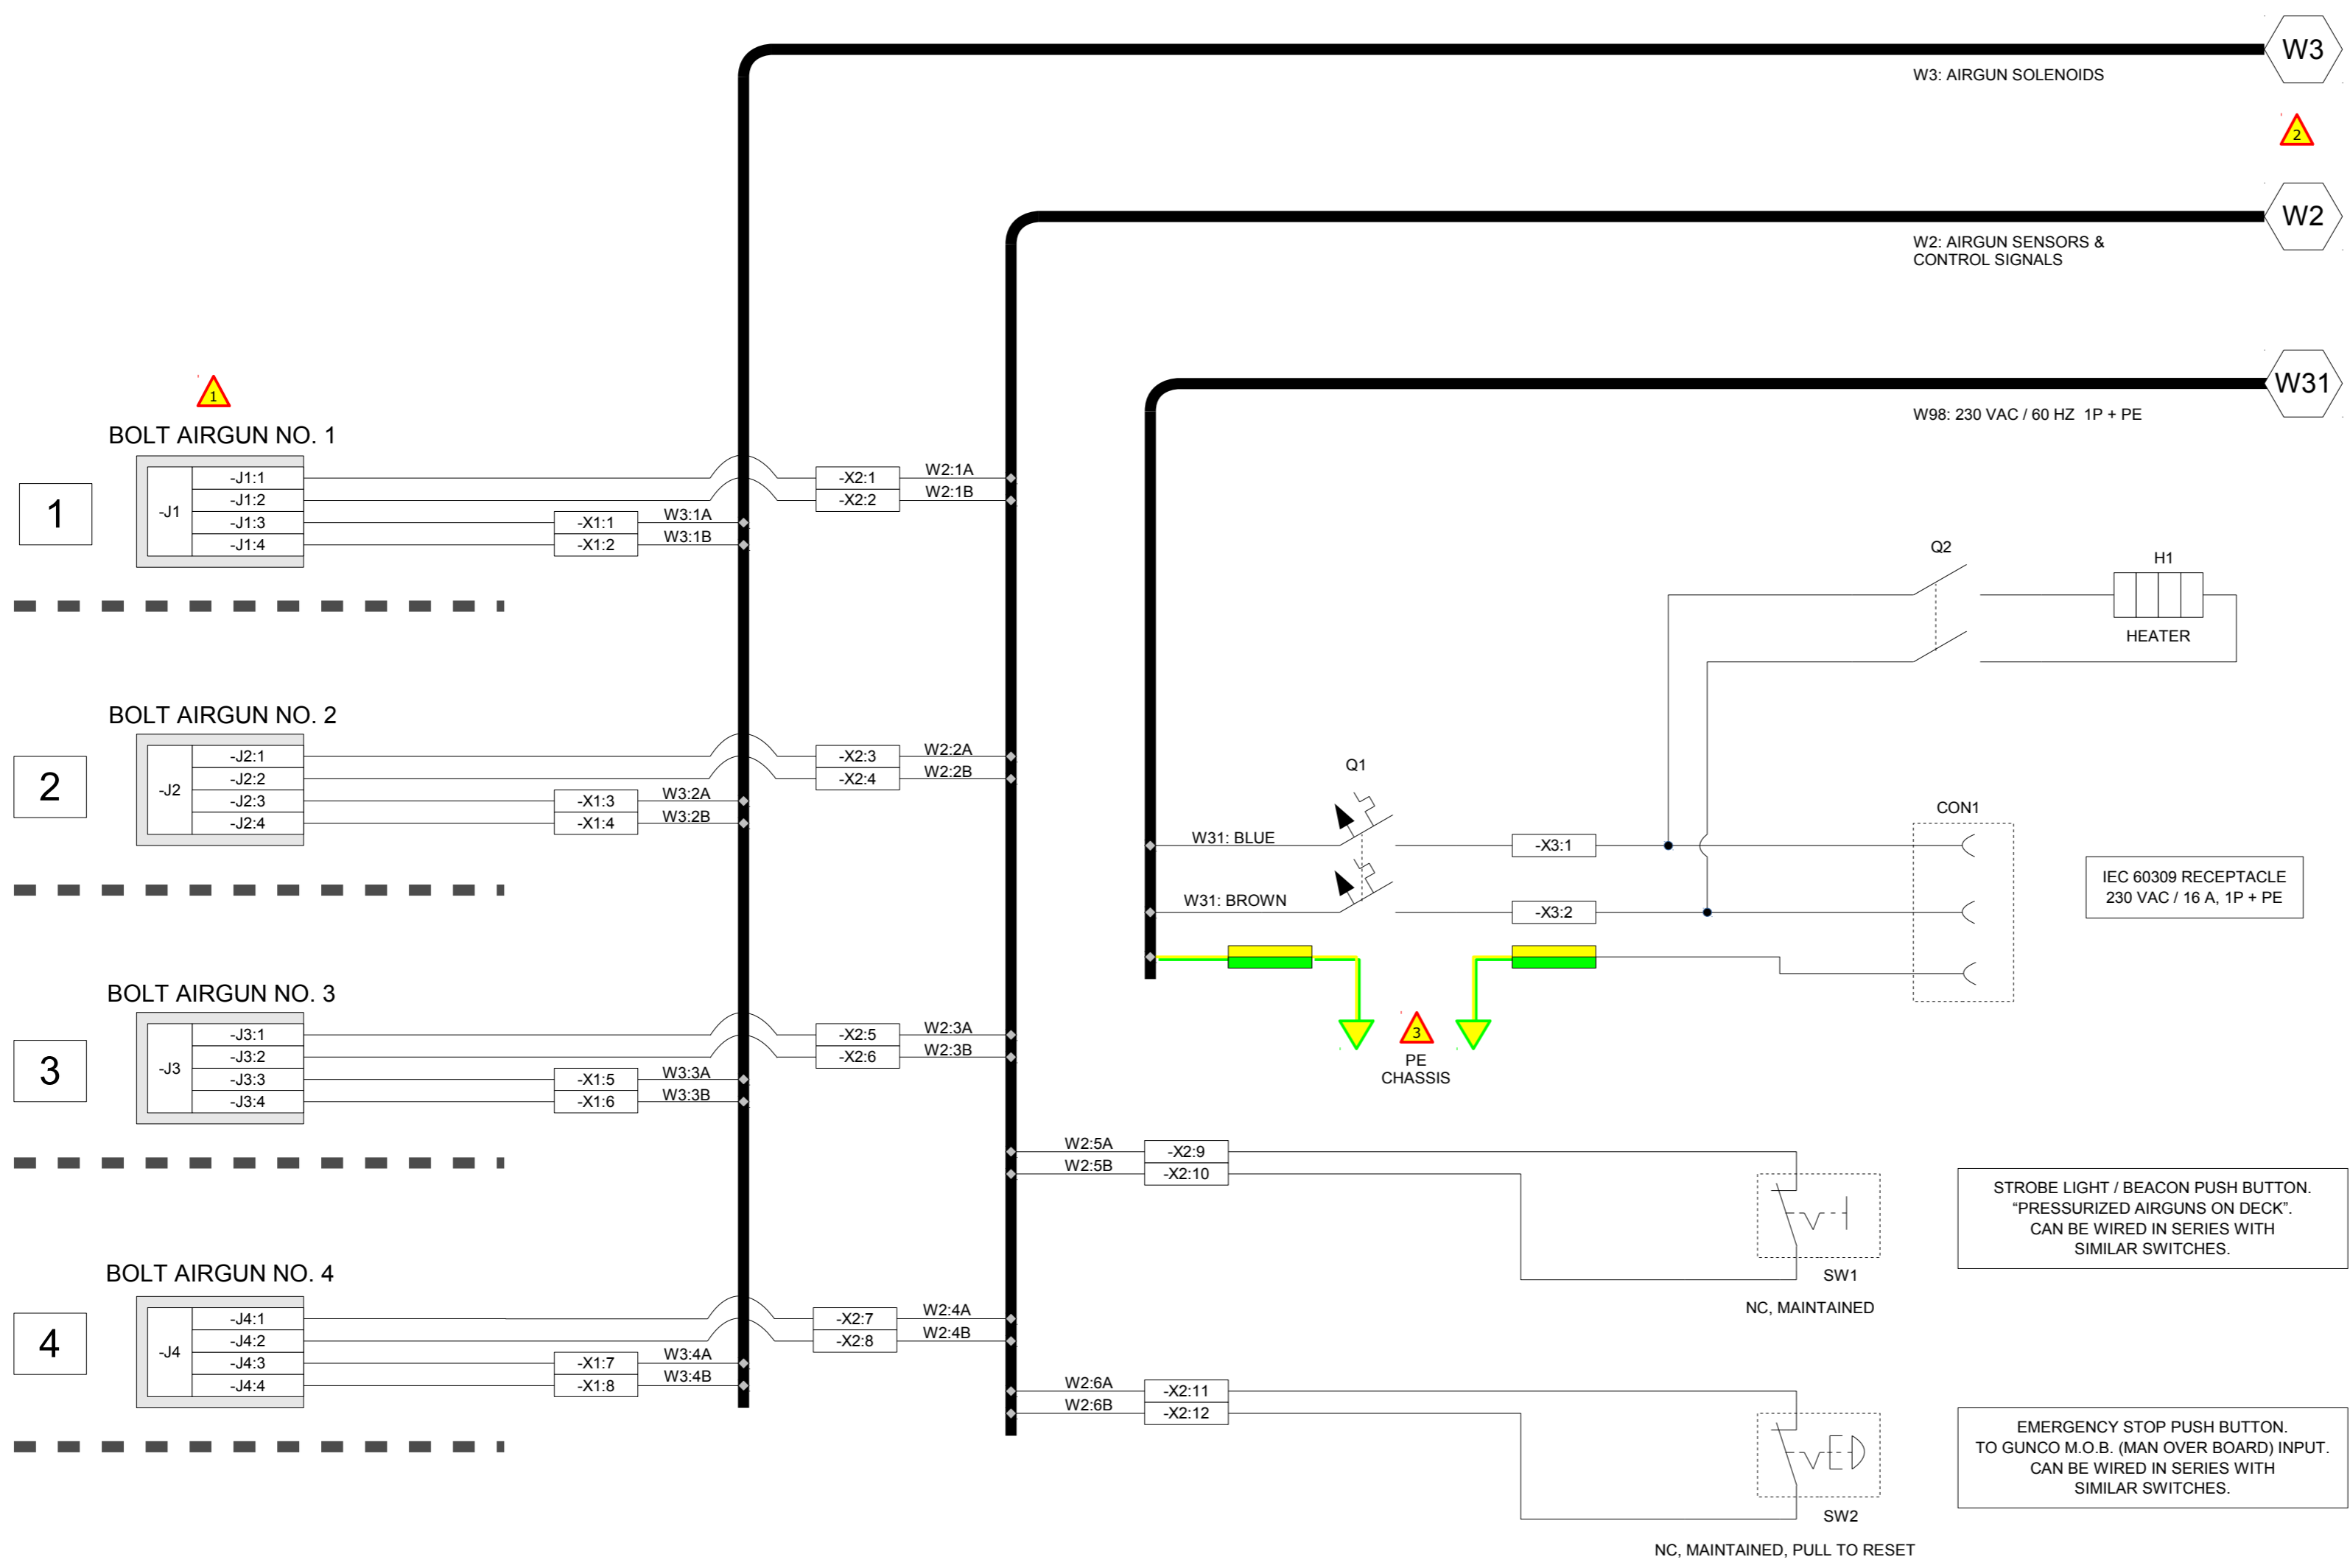 W3
W3: AIRGUN SOLENOIDS
2
W2
W2: AIRGUN SENSORS &
CONTROL SIGNALS
W31
W98: 230 VAC / 60 HZ 1P + PE
1
BOLT AIRGUN NO. 1
1
-J1
-J1:1
-J1:2
-J1:3
-J1:4
-X1:1
-X1:2
W3:1A
W3:1B
-X2:1
-X2:2
W2:1A
W2:1B
BOLT AIRGUN NO. 2
2
-J2
-J2:1
-J2:2
-J2:3
-J2:4
-X1:3
-X1:4
W3:2A
W3:2B
-X2:3
-X2:4
W2:2A
W2:2B
BOLT AIRGUN NO. 3
3
-J3
-J3:1
-J3:2
-J3:3
-J3:4
-X1:5
-X1:6
W3:3A
W3:3B
-X2:5
-X2:6
W2:3A
W2:3B
BOLT AIRGUN NO. 4
4
-J4
-J4:1
-J4:2
-J4:3
-J4:4
-X1:7
-X1:8
W3:4A
W3:4B
-X2:7
-X2:8
W2:4A
W2:4B
Q2
H1
HEATER
Q1
CON1
W31: BLUE
-X3:1
W31: BROWN
-X3:2
IEC 60309 RECEPTACLE
230 VAC / 16 A, 1P + PE
3
PE
CHASSIS
W2:5A
W2:5B
-X2:9
-X2:10
SW1
NC, MAINTAINED
STROBE LIGHT / BEACON PUSH BUTTON.
“PRESSURIZED AIRGUNS ON DECK”.
CAN BE WIRED IN SERIES WITH
SIMILAR SWITCHES.
W2:6A
W2:6B
-X2:11
-X2:12
SW2
NC, MAINTAINED, PULL TO RESET
EMERGENCY STOP PUSH BUTTON.
TO GUNCO M.O.B. (MAN OVER BOARD) INPUT.
CAN BE WIRED IN SERIES WITH
SIMILAR SWITCHES.